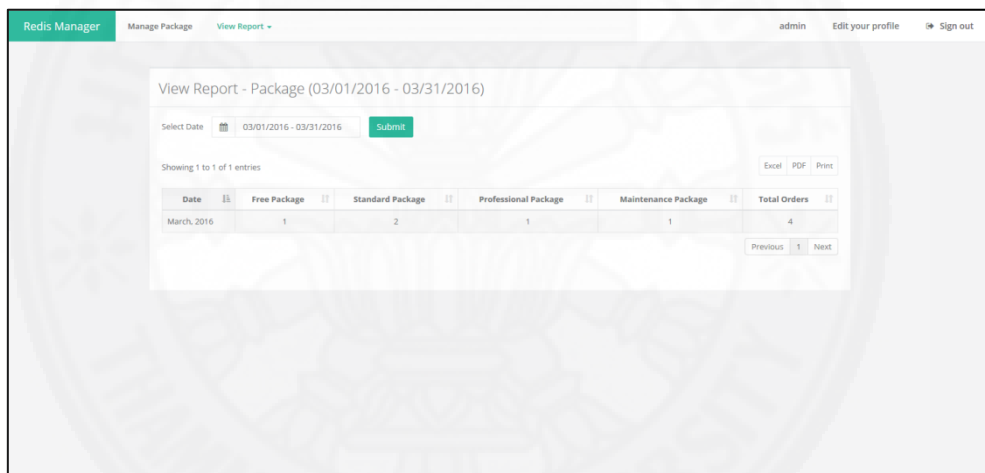 Redis Manager Manage Package View Report admin Edit your profile Sign out
View Report - Package (03/01/2016 - 03/31/2016)
Select Date 03/01/2016 - 03/31/2016 Submit
Showing 1 to 1 of 1 entries Excel PDF Print
Date Free Package Standard Package Professional Package Maintenance Package Total Orders
March, 2016 1 2 1 1 4
Previous 1 Next